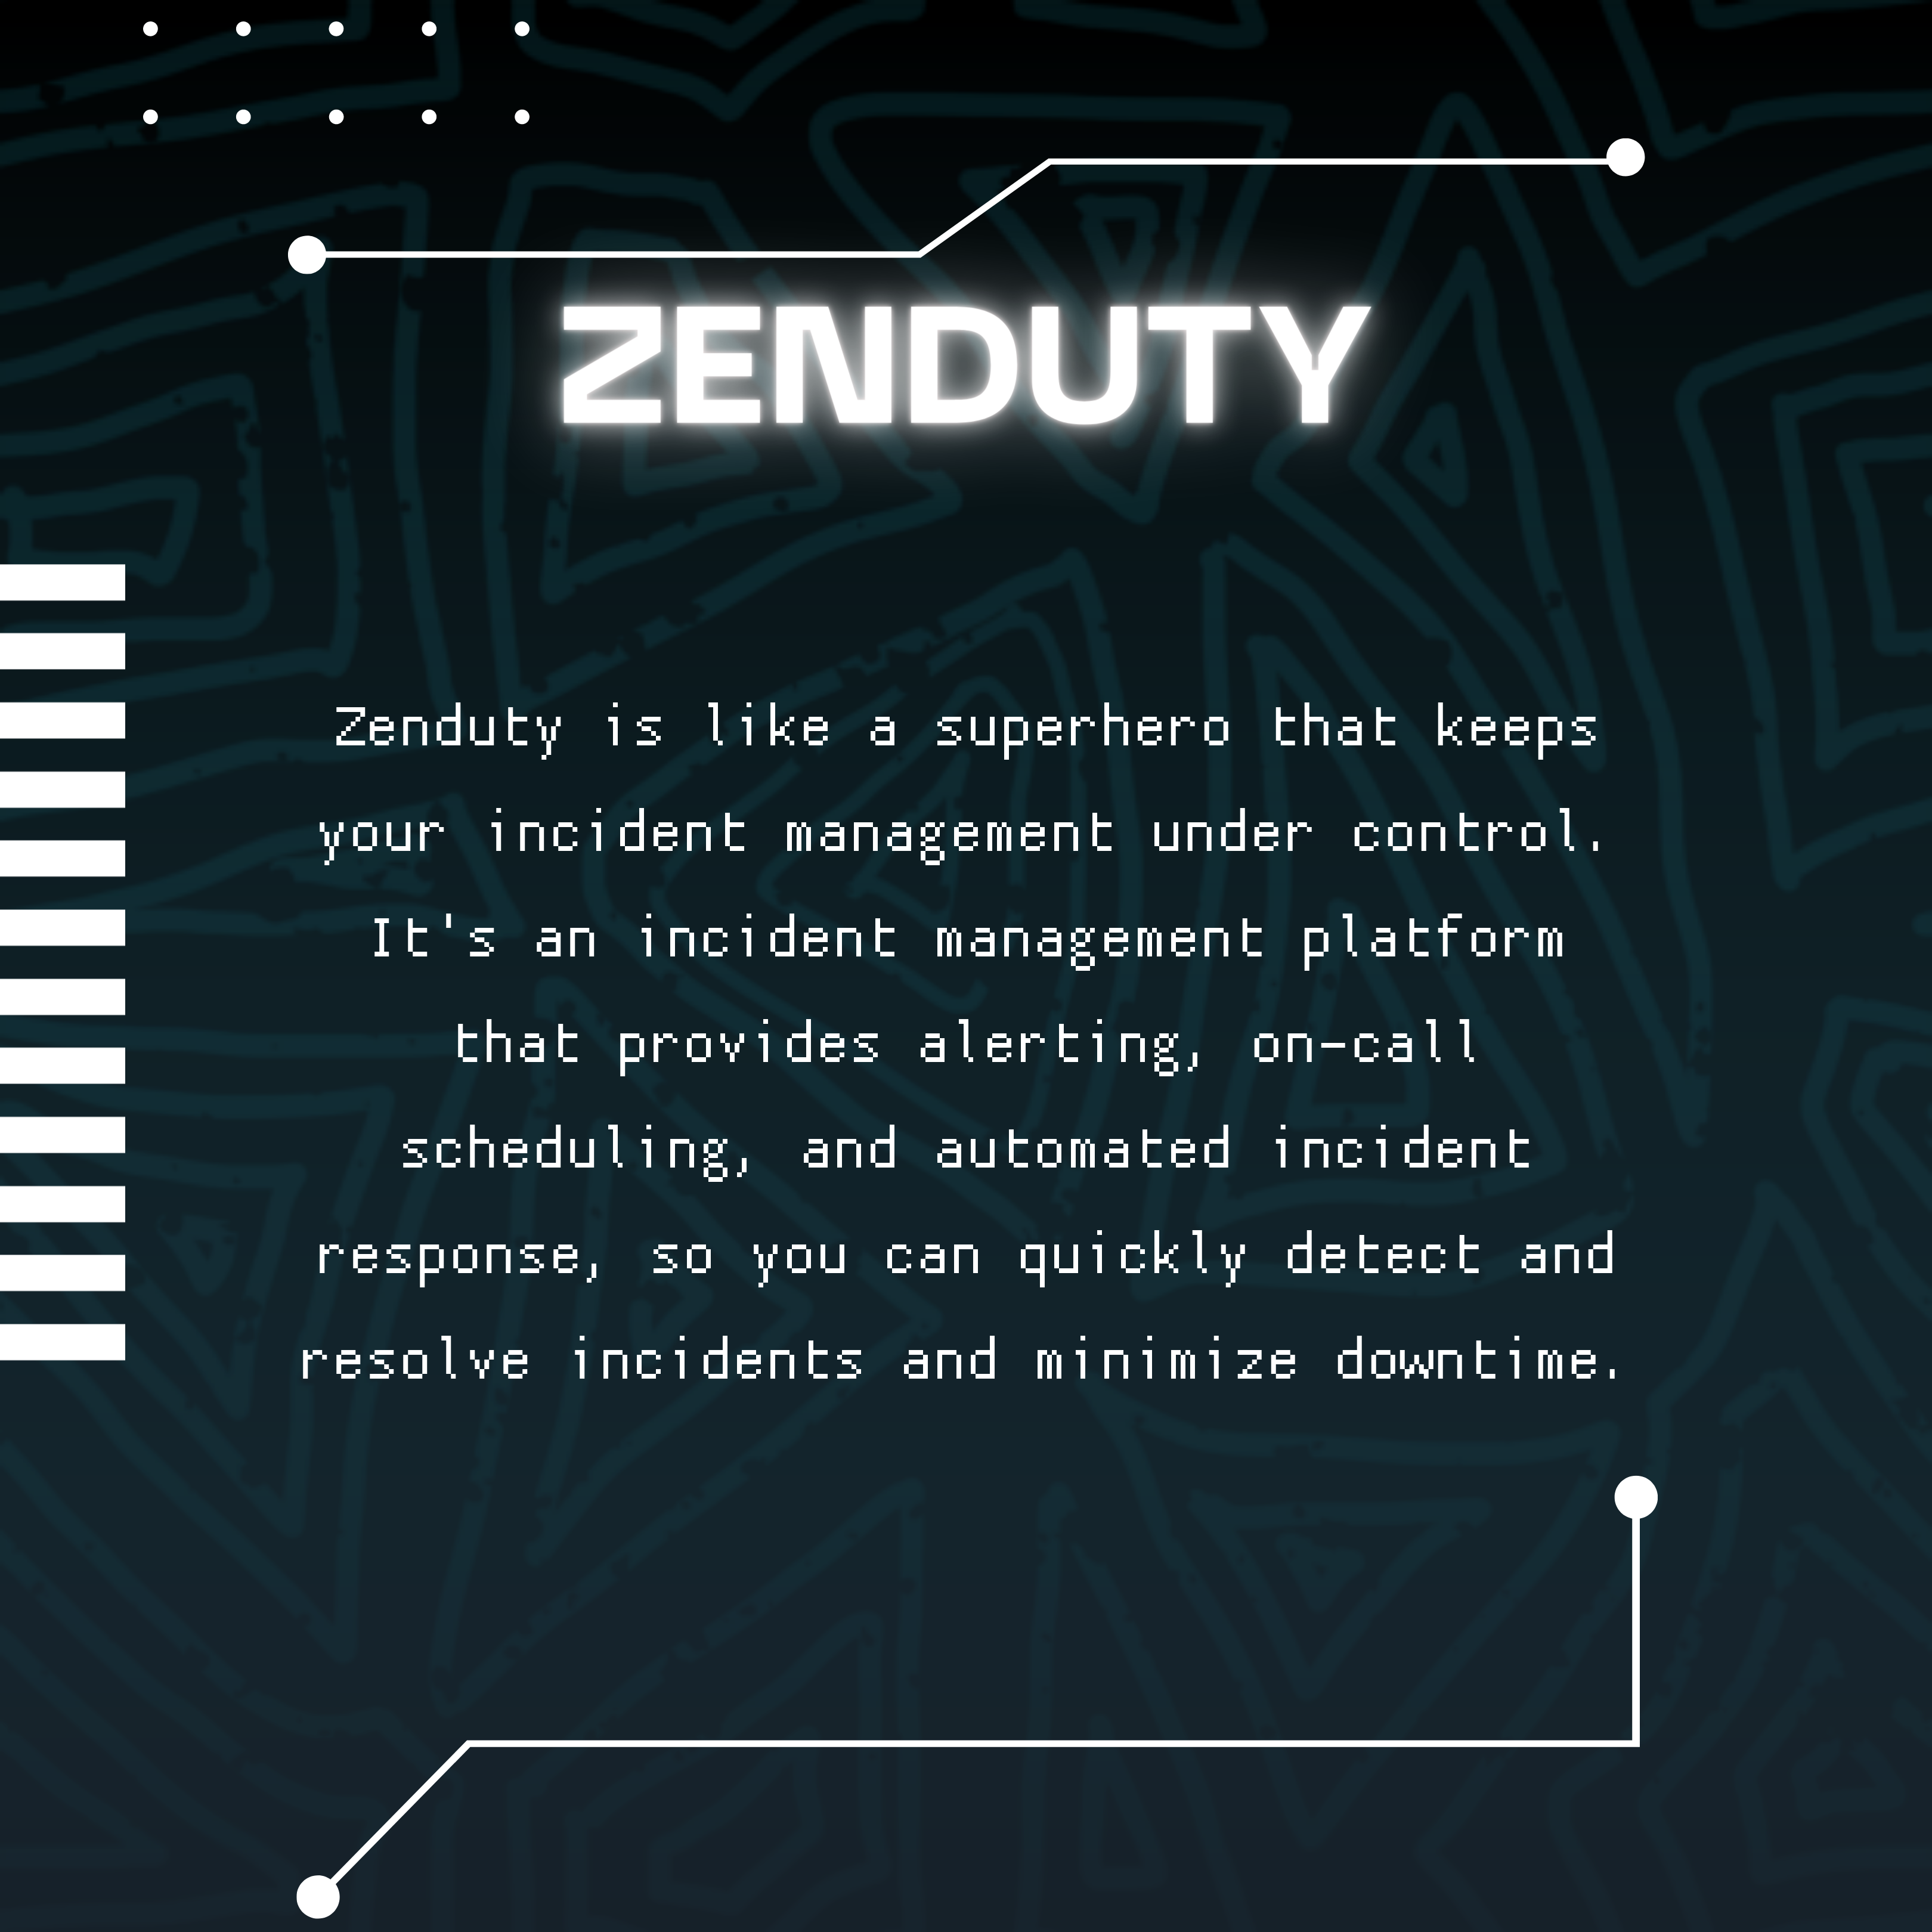 ZENDUTY
Zenduty is like a superhero that keeps
your incident management under control.
It's an incident management platform
that provides alerting, on-call
scheduling, and automated incident
response, so you can quickly detect and
resolve incidents and minimize downtime.